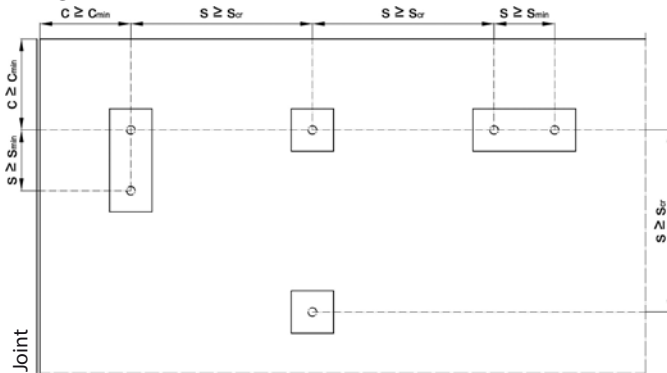 c ≥ cmin
s ≥ scr
s ≥ scr
s ≥ smin
c ≥ cmin
s ≥ smin
s ≥ scr
Joint